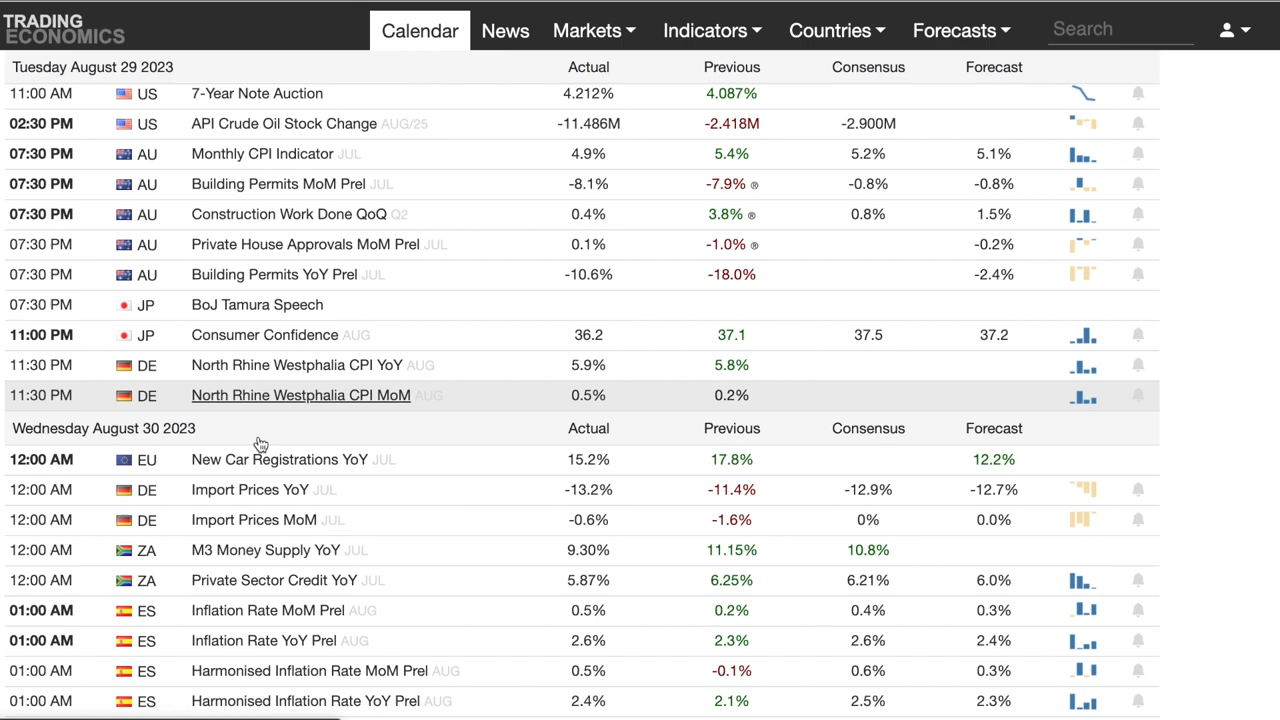 TRADING
ECONOMICS
Calendar News Markets Indicators Countries Forecasts Search
Tuesday August 29 2023 Actual Previous Consensus Forecast
11:00 AM US 7-Year Note Auction 4.212% 4.087%
02:30 PM US API Crude Oil Stock Change AUG/25 -11.486M -2.418M -2.900M
07:30 PM AU Monthly CPI Indicator JUL 4.9% 5.4% 5.2% 5.1%
07:30 PM AU Building Permits MoM Prel JUL -8.1% -7.9% ® -0.8% -0.8%
07:30 PM AU Construction Work Done QoQ Q2 0.4% 3.8% ® 0.8% 1.5%
07:30 PM AU Private House Approvals MoM Prel JUL 0.1% -1.0% ® -0.2%
07:30 PM AU Building Permits YoY Prel JUL -10.6% -18.0% -2.4%
07:30 PM JP BoJ Tamura Speech
11:00 PM JP Consumer Confidence AUG 36.2 37.1 37.5 37.2
11:30 PM DE North Rhine Westphalia CPI YoY AUG 5.9% 5.8%
11:30 PM DE North Rhine Westphalia CPI MoM AUG 0.5% 0.2%
Wednesday August 30 2023 Actual Previous Consensus Forecast
12:00 AM EU New Car Registrations YoY JUL 15.2% 17.8% 12.2%
12:00 AM DE Import Prices YoY JUL -13.2% -11.4% -12.9% -12.7%
12:00 AM DE Import Prices MoM JUL -0.6% -1.6% 0% 0.0%
12:00 AM ZA M3 Money Supply YoY JUL 9.30% 11.15% 10.8%
12:00 AM ZA Private Sector Credit YoY JUL 5.87% 6.25% 6.21% 6.0%
01:00 AM ES Inflation Rate MoM Prel AUG 0.5% 0.2% 0.4% 0.3%
01:00 AM ES Inflation Rate YoY Prel AUG 2.6% 2.3% 2.6% 2.4%
01:00 AM ES Harmonised Inflation Rate MoM Prel AUG 0.5% -0.1% 0.6% 0.3%
01:00 AM ES Harmonised Inflation Rate YoY Prel AUG 2.4% 2.1% 2.5% 2.3%